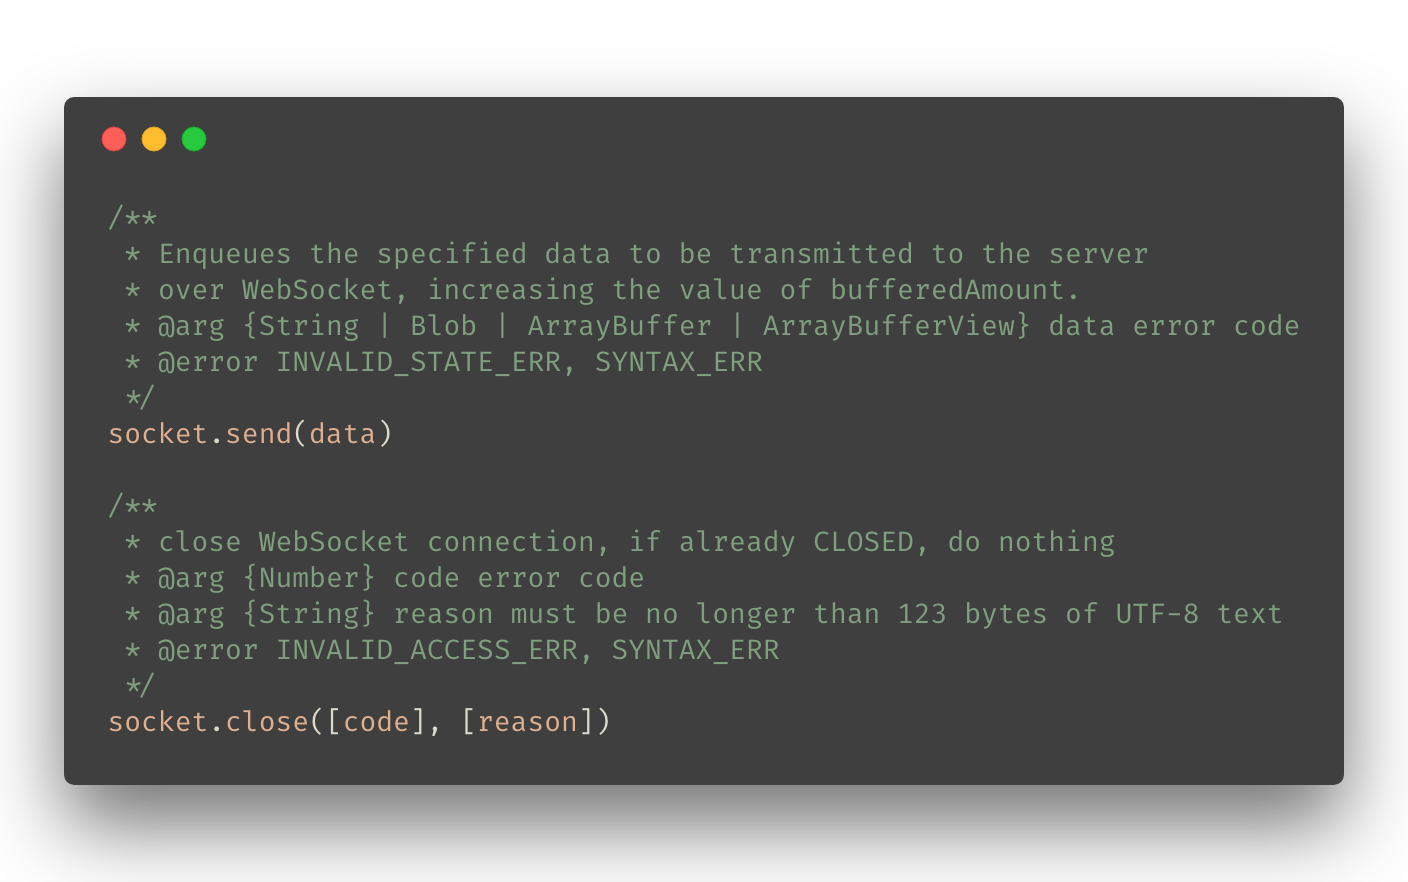 /**
 * Enqueues the specified data to be transmitted to the server
 * over WebSocket, increasing the value of bufferedAmount.
 * @arg {String | Blob | ArrayBuffer | ArrayBufferView} data error code
 * @error INVALID_STATE_ERR, SYNTAX_ERR
 */
socket.send(data)

/**
 * close WebSocket connection, if already CLOSED, do nothing
 * @arg {Number} code error code
 * @arg {String} reason must be no longer than 123 bytes of UTF-8 text
 * @error INVALID_ACCESS_ERR, SYNTAX_ERR
 */
socket.close([code], [reason])